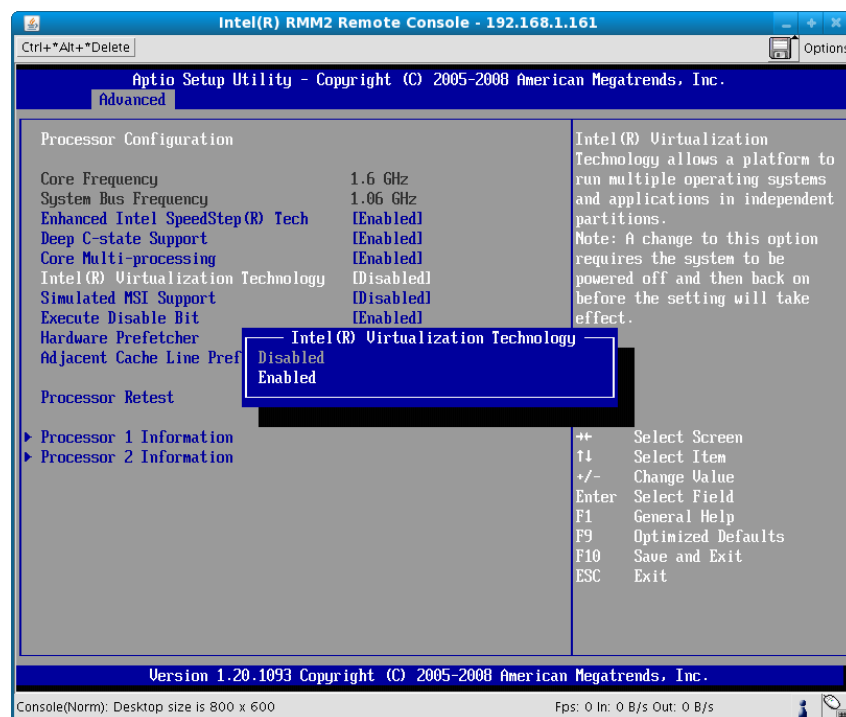 Intel(R) RMM2 Remote Console - 192.168.1.161
Ctrl+*Alt+*Delete
Options
Aptio Setup Utility - Copyright (C) 2005-2008 American Megatrends, Inc.
Advanced
Processor Configuration
Core Frequency 1.6 GHz
System Bus Frequency 1.06 GHz
Enhanced Intel SpeedStep(R) Tech [Enabled]
Deep C-state Support [Enabled]
Core Multi-processing [Enabled]
Intel(R) Virtualization Technology [Disabled]
Simulated MSI Support [Disabled]
Execute Disable Bit [Enabled]
Hardware Prefetcher
Adjacent Cache Line Pref
Processor Retest
Processor 1 Information
Processor 2 Information
Intel(R) Virtualization Technology
Disabled
Enabled
Intel(R) Virtualization
Technology allows a platform to
run multiple operating systems
and applications in independent
partitions.
Note: A change to this option
requires the system to be
powered off and then back on
before the setting will take
effect.
→← Select Screen
↑↓ Select Item
+/- Change Value
Enter Select Field
F1 General Help
F9 Optimized Defaults
F10 Save and Exit
ESC Exit
Version 1.20.1093 Copyright (C) 2005-2008 American Megatrends, Inc.
Console(Norm): Desktop size is 800 x 600
Fps: 0 In: 0 B/s Out: 0 B/s